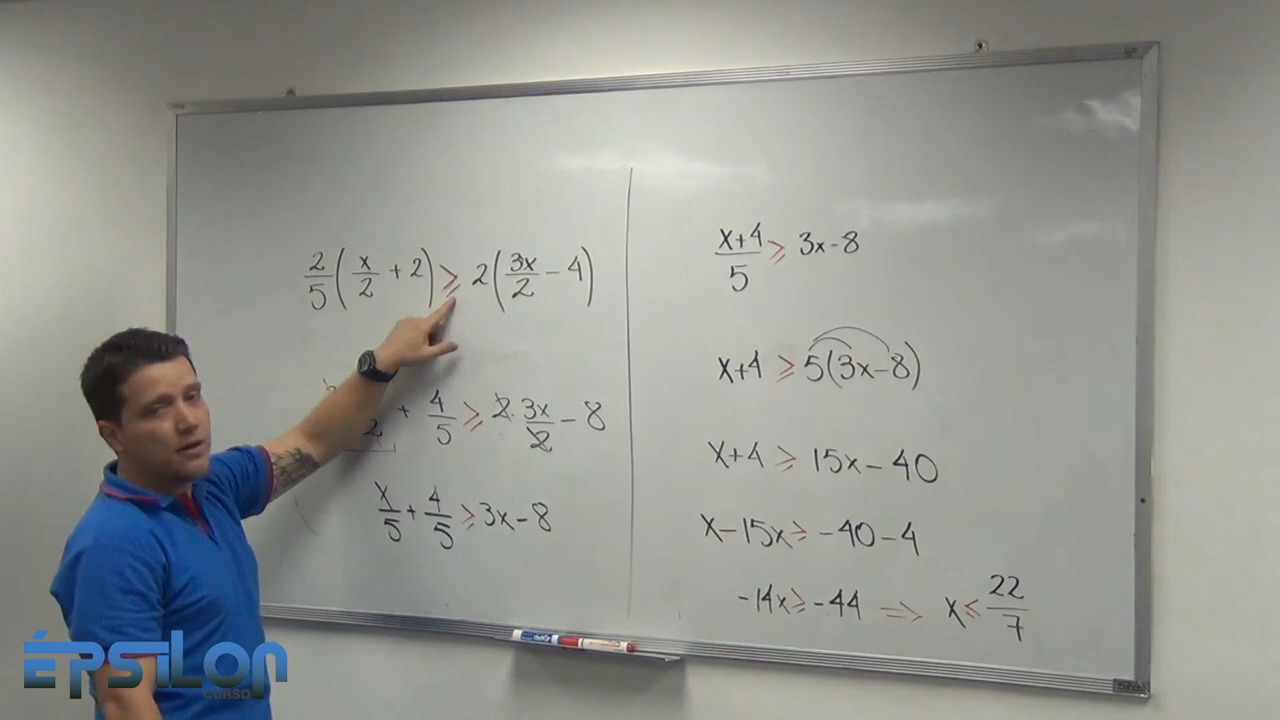 2/5 ( x/2 + 2 ) ⩾ 2 ( 3x/2 − 4 )
2 + 4/5 ⩾ 2 · 3x/2 − 8
x/5 + 4/5 ⩾ 3x − 8
x+4/5 ⩾ 3x − 8
x+4 ⩾ 5(3x−8)
x+4 ⩾ 15x − 40
x−15x ⩾ −40 − 4
−14x ⩾ −44 ⇒ x ⩽ 22/7
ÉPSILON
CURSO